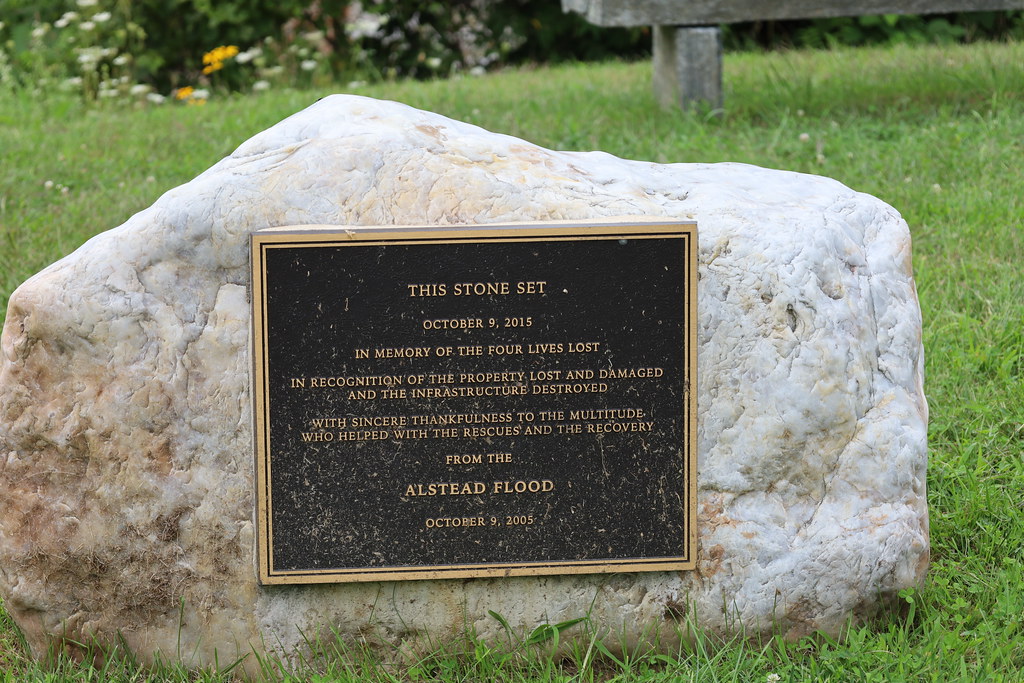 THIS STONE SET
OCTOBER 9, 2015
IN MEMORY OF THE FOUR LIVES LOST
IN RECOGNITION OF THE PROPERTY LOST AND DAMAGED
AND THE INFRASTRUCTURE DESTROYED
WITH SINCERE THANKFULNESS TO THE MULTITUDE
WHO HELPED WITH THE RESCUES AND THE RECOVERY
FROM THE
ALSTEAD FLOOD
OCTOBER 9, 2005